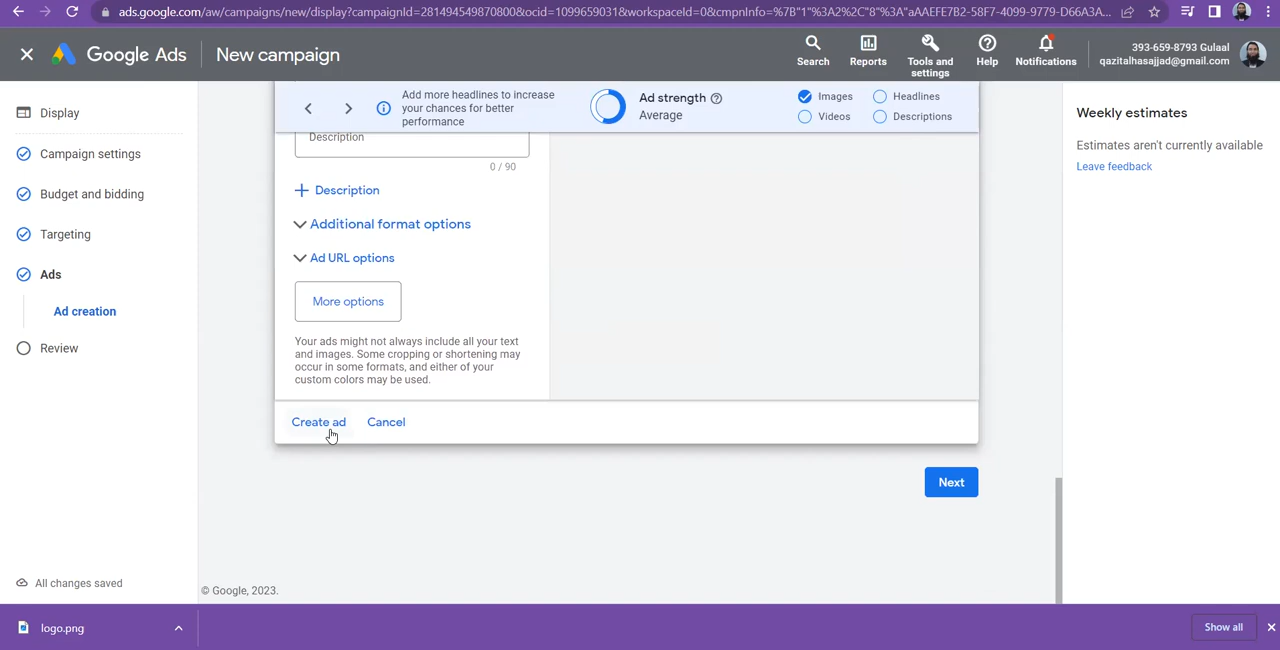 ads.google.com/aw/campaigns/new/display?campaignId=281494549870800&ocid=1099659031&workspaceId=0&cmpnInfo=%7B"1"%3A2%2C"8"%3A"aAAEFE7B2-58F7-4099-9779-D66A3A...
Google Ads
New campaign
Search
Reports
Tools and
settings
Help
Notifications
393-659-8793 Gulaal
qazitalhasajjad@gmail.com
Display
Campaign settings
Budget and bidding
Targeting
Ads
Ad creation
Review
All changes saved
Add more headlines to increase
your chances for better
performance
Ad strength
Average
Images
Headlines
Videos
Descriptions
Description
0 / 90
Description
Additional format options
Ad URL options
More options
Your ads might not always include all your text
and images. Some cropping or shortening may
occur in some formats, and either of your
custom colors may be used.
Create ad
Cancel
Next
© Google, 2023.
Weekly estimates
Estimates aren't currently available
Leave feedback
logo.png
Show all